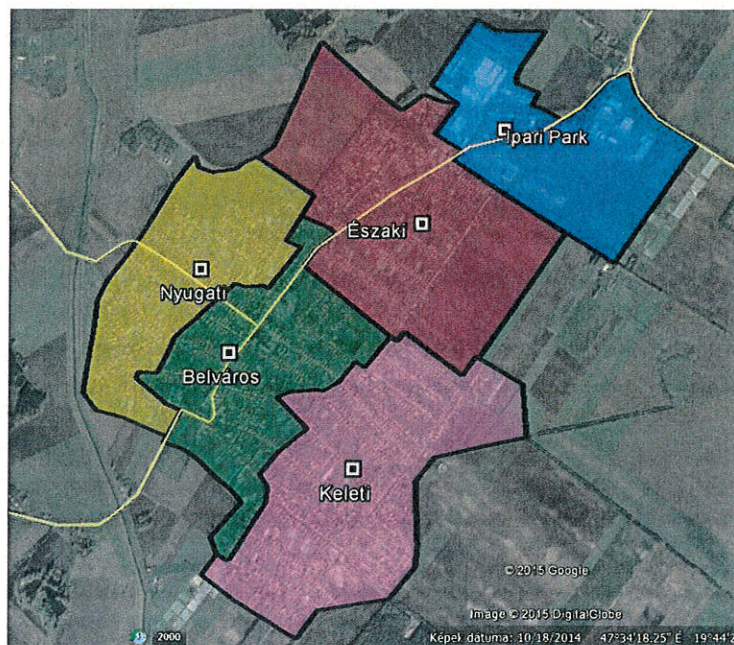 Ipari Park
Északi
Nyugati
Belváros
Keleti
© 2015 Google
Image © 2015 DigitalGlobe
2000
Képek dátuma: 10/18/2014 47°34'18.25" É 19°44'2